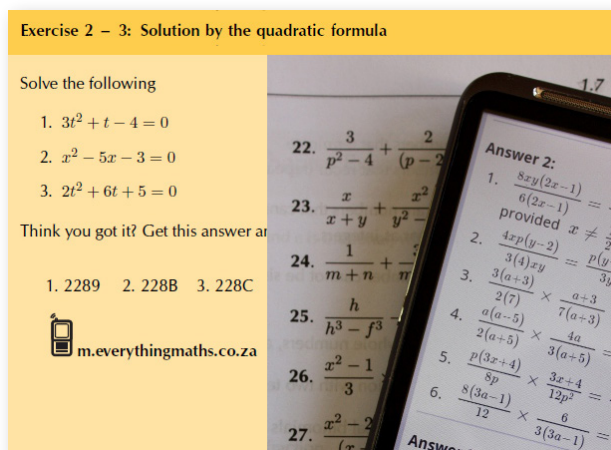 Exercise 2 – 3: Solution by the quadratic formula
Solve the following
1. 3t² + t − 4 = 0
2. x² − 5x − 3 = 0
3. 2t² + 6t + 5 = 0
Think you got it? Get this answer
1. 2289 2. 228B 3. 228C
m.everythingmaths.co.za
1.7
22. 3/(p² − 4) + 2/(p − 2
23. x/(x + y) + x²/(y² −
24. 1/(m + n) +
25. h/(h³ − f³)
26. (x² − 1)/3
27. x² − 2
Answer 2:
1. 8xy(2x−1)/6(2x−1) =
provided x ≠
2. 4xp(y−2)/3(4)xy = p(y
3. 3(a+3)/2(7) × a+3/7(a+3)
4. a(a−5)/2(a+5) × 4a/3(a+5) =
5. p(3x+4)/8p × 3x+4/12p² =
6. 8(3a−1)/12 × 6/3(3a−1) =